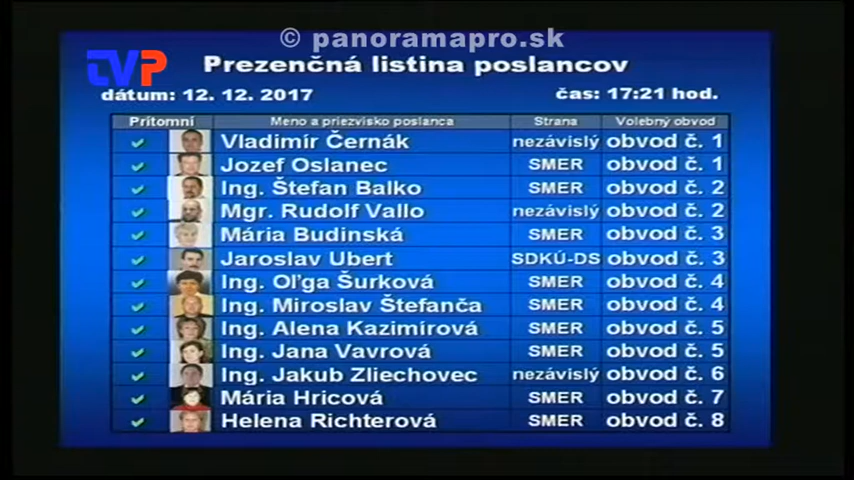 © panoramapro.sk
TVP
Prezenčná listina poslancov
dátum: 12. 12. 2017 čas: 17:21 hod.
Prítomní Meno a priezvisko poslanca Strana Volebný obvod
Vladimír Černák nezávislý obvod č. 1
Jozef Oslanec SMER obvod č. 1
Ing. Štefan Balko SMER obvod č. 2
Mgr. Rudolf Vallo nezávislý obvod č. 2
Mária Budinská SMER obvod č. 3
Jaroslav Ubert SDKÚ-DS obvod č. 3
Ing. Oľga Šurková SMER obvod č. 4
Ing. Miroslav Štefanča SMER obvod č. 4
Ing. Alena Kazimírová SMER obvod č. 5
Ing. Jana Vavrová SMER obvod č. 5
Ing. Jakub Zliechovec nezávislý obvod č. 6
Mária Hricová SMER obvod č. 7
Helena Richterová SMER obvod č. 8